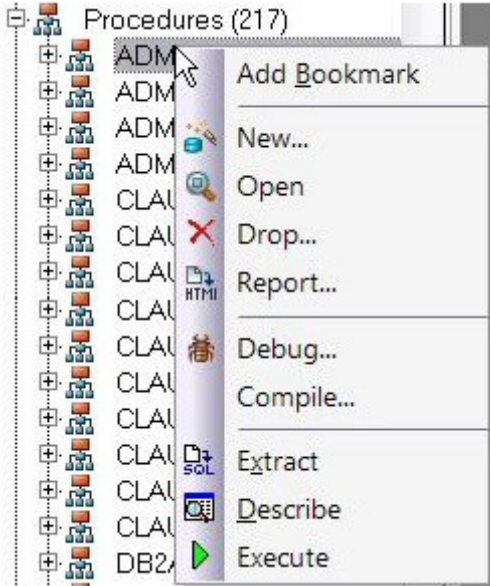 Procedures (217)
ADM
ADM
ADM
ADM
CLAU
CLAU
CLAU
CLAU
CLAU
CLAU
CLAU
CLAU
CLAU
CLAU
DB2A
Add Bookmark
New...
Open
Drop...
HTMl
Report...
Debug...
Compile...
SQL
Extract
Describe
Execute